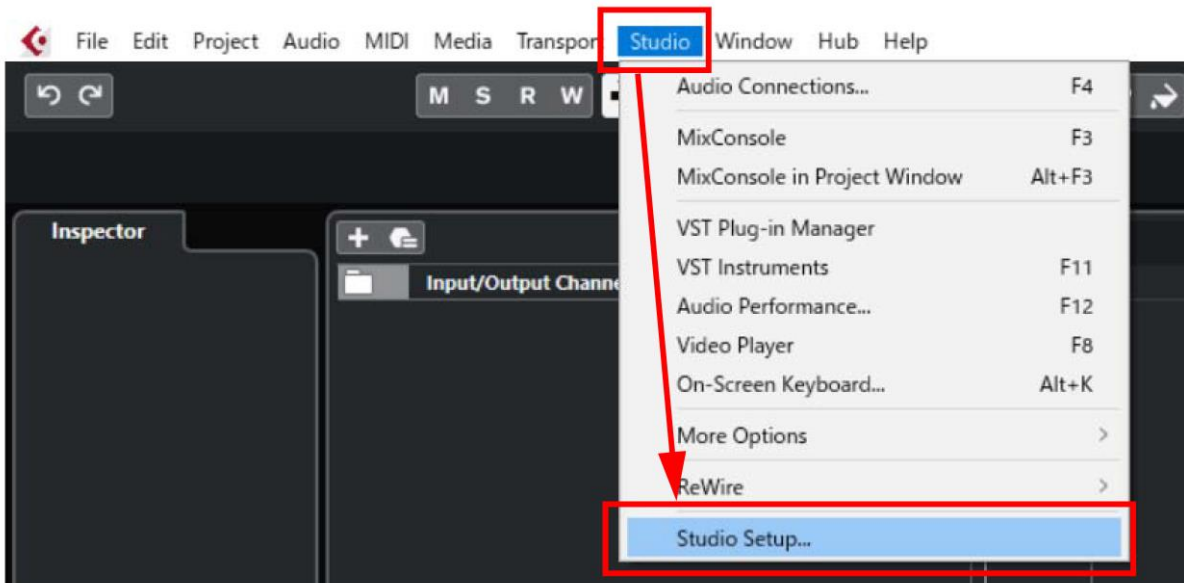 File Edit Project Audio MIDI Media Transpor Studio Window Hub Help
M S R W
Audio Connections... F4
MixConsole F3
MixConsole in Project Window Alt+F3
Inspector
VST Plug-in Manager
VST Instruments F11
Input/Output Channe
Audio Performance... F12
Video Player F8
On-Screen Keyboard... Alt+K
More Options
ReWire
Studio Setup...